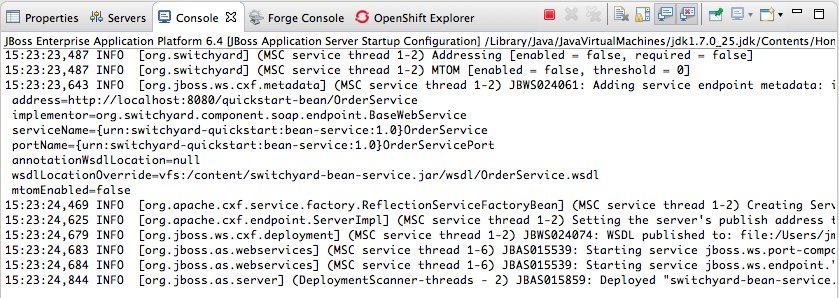 Properties Servers Console Forge Console OpenShift Explorer
JBoss Enterprise Application Platform 6.4 [JBoss Application Server Startup Configuration] /Library/Java/JavaVirtualMachines/jdk1.7.0_25.jdk/Contents/Hom
15:23:23,487 INFO  [org.switchyard] (MSC service thread 1-2) Addressing [enabled = false, required = false]
15:23:23,487 INFO  [org.switchyard] (MSC service thread 1-2) MTOM [enabled = false, threshold = 0]
15:23:23,643 INFO  [org.jboss.ws.cxf.metadata] (MSC service thread 1-2) JBWS024061: Adding service endpoint metadata: i
address=http://localhost:8080/quickstart-bean/OrderService
implementor=org.switchyard.component.soap.endpoint.BaseWebService
serviceName={urn:switchyard-quickstart:bean-service:1.0}OrderService
portName={urn:switchyard-quickstart:bean-service:1.0}OrderServicePort
annotationWsdlLocation=null
wsdlLocationOverride=vfs:/content/switchyard-bean-service.jar/wsdl/OrderService.wsdl
mtomEnabled=false
15:23:24,469 INFO  [org.apache.cxf.service.factory.ReflectionServiceFactoryBean] (MSC service thread 1-2) Creating Serv
15:23:24,625 INFO  [org.apache.cxf.endpoint.ServerImpl] (MSC service thread 1-2) Setting the server's publish address t
15:23:24,679 INFO  [org.jboss.ws.cxf.deployment] (MSC service thread 1-2) JBWS024074: WSDL published to: file:/Users/jm
15:23:24,683 INFO  [org.jboss.as.webservices] (MSC service thread 1-6) JBAS015539: Starting service jboss.ws.port-compo
15:23:24,684 INFO  [org.jboss.as.webservices] (MSC service thread 1-6) JBAS015539: Starting service jboss.ws.endpoint."
15:23:24,844 INFO  [org.jboss.as.server] (DeploymentScanner-threads - 2) JBAS015859: Deployed "switchyard-bean-service.